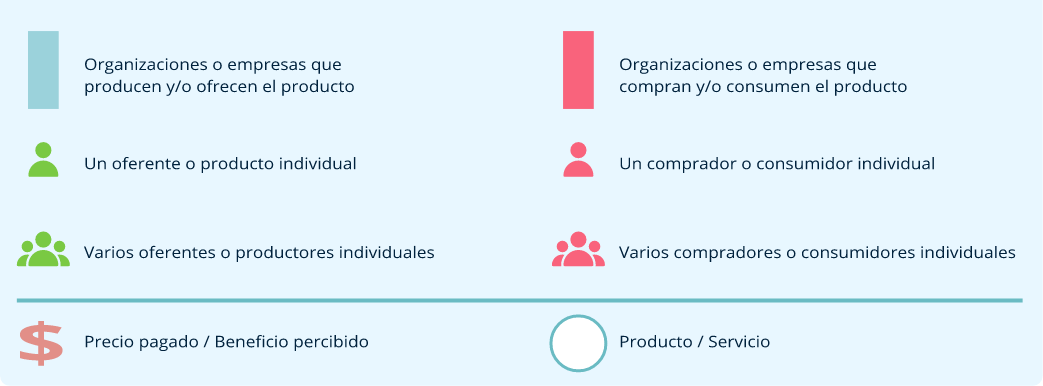 Organizaciones o empresas que
producen y/o ofrecen el producto
Organizaciones o empresas que
compran y/o consumen el producto
Un oferente o producto individual
Un comprador o consumidor individual
Varios oferentes o productores individuales
Varios compradores o consumidores individuales
$
Precio pagado / Beneficio percibido
Producto / Servicio